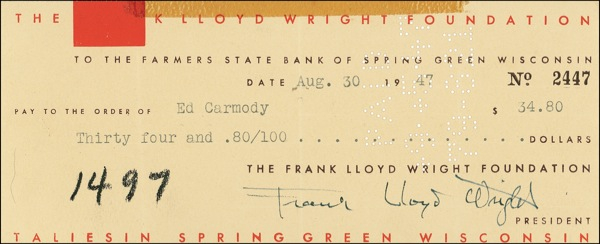 THE K LLOYD WRIGHT FOUNDATION
TO THE FARMERS STATE BANK OF SPRING GREEN WISCONSIN
DATE Aug. 30 1947 No 2447
PAY TO THE ORDER OF Ed Carmody $ 34.80
Thirty four and .80/100 . . . . . . . . . . . . . DOLLARS
THE FRANK LLOYD WRIGHT FOUNDATION
1497 Frank Lloyd Wright
PRESIDENT
TALIESIN SPRING GREEN WISCONSIN